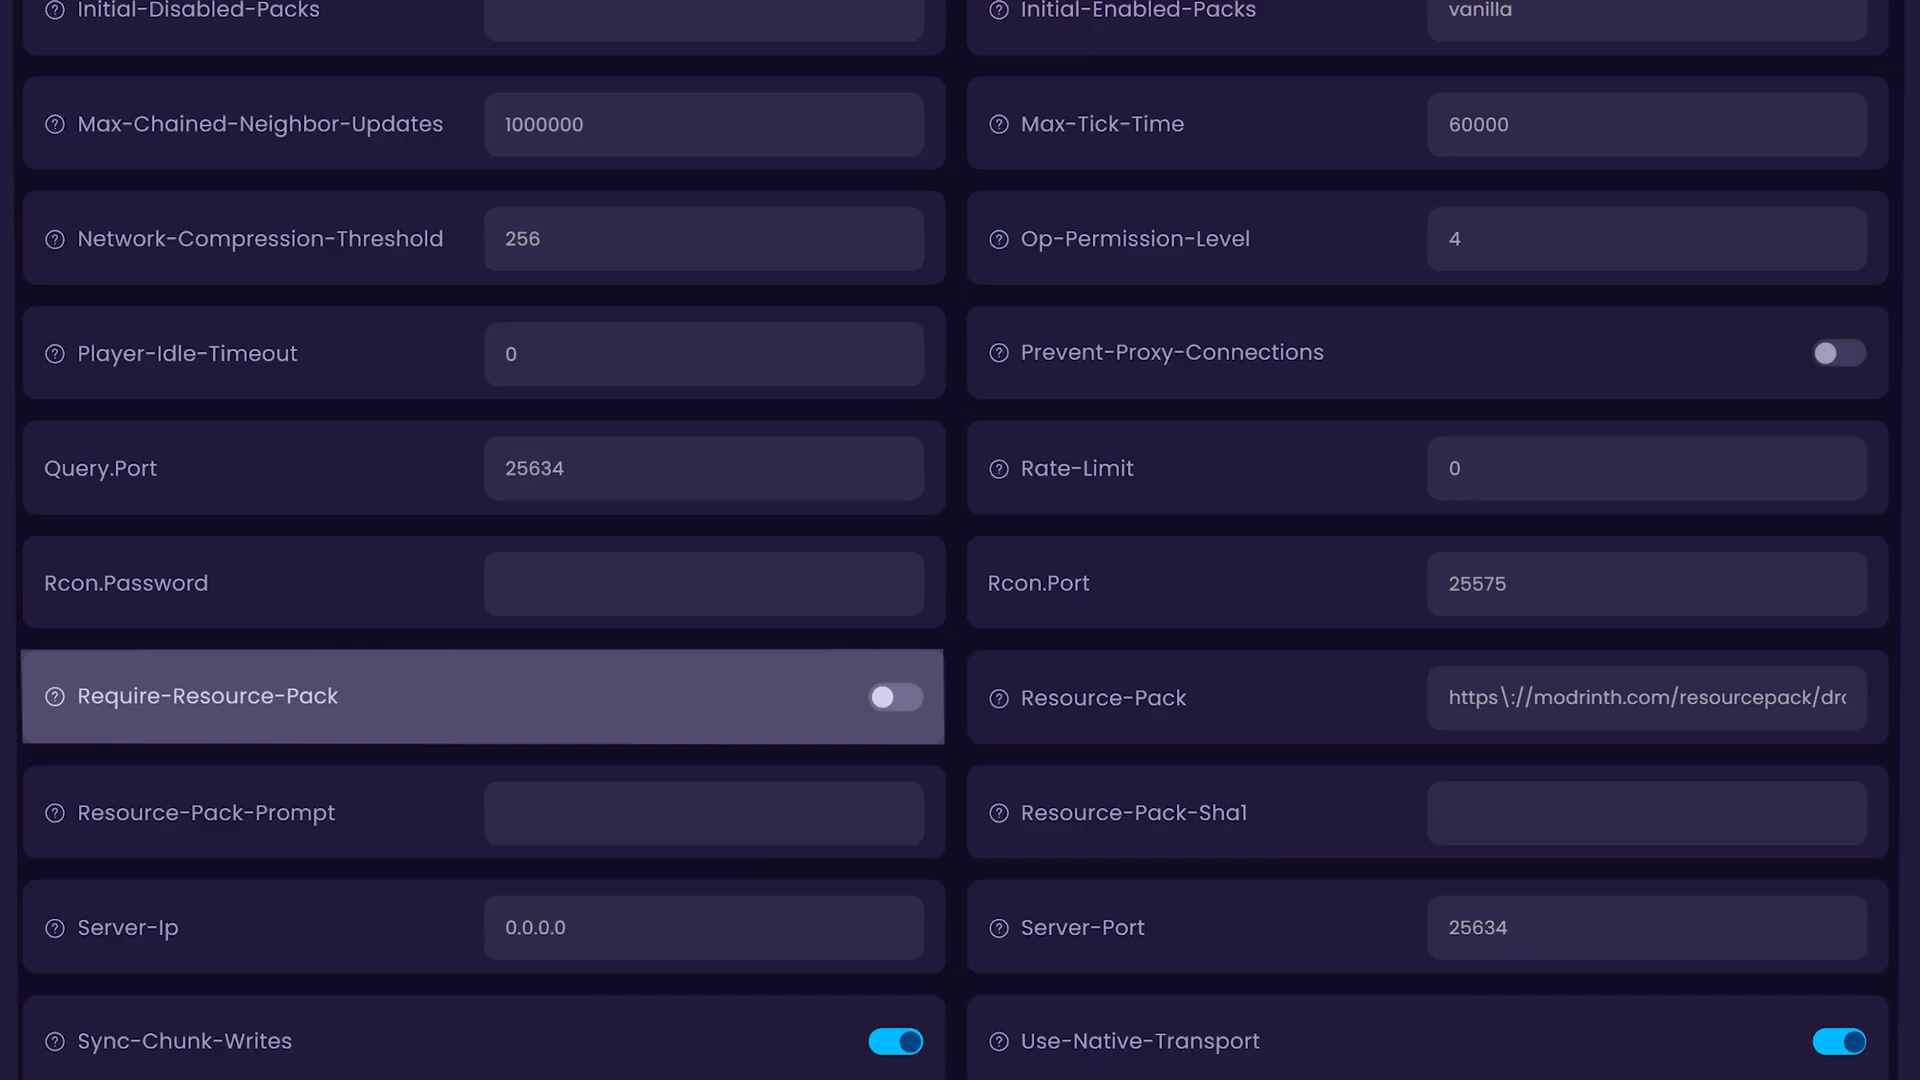 Initial-Disabled-Packs
Initial-Enabled-Packs
vanilla
Max-Chained-Neighbor-Updates
1000000
Max-Tick-Time
60000
Network-Compression-Threshold
256
Op-Permission-Level
4
Player-Idle-Timeout
0
Prevent-Proxy-Connections
Query.Port
25634
Rate-Limit
0
Rcon.Password
Rcon.Port
25575
Require-Resource-Pack
Resource-Pack
https\://modrinth.com/resourcepack/drc
Resource-Pack-Prompt
Resource-Pack-Sha1
Server-Ip
0.0.0.0
Server-Port
25634
Sync-Chunk-Writes
Use-Native-Transport